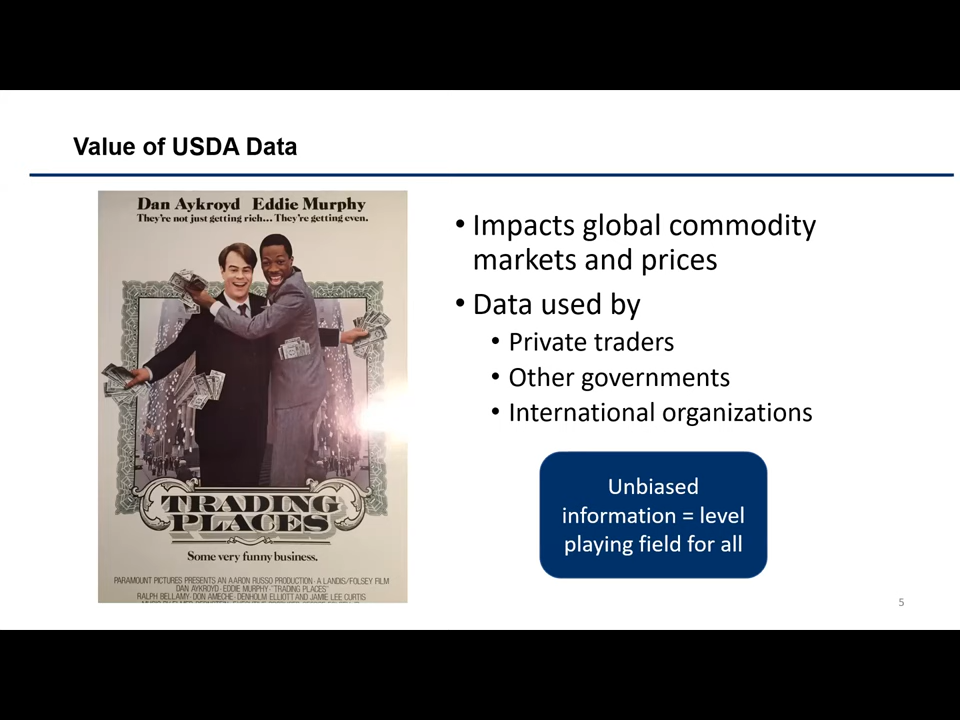 Value of USDA Data
Dan Aykroyd Eddie Murphy
They're not just getting rich... They're getting even.
TRADING
PLACES
Some very funny business.
PARAMOUNT PICTURES PRESENTS AN AARON RUSSO PRODUCTION · A LANDIS/FOLSEY FILM
DAN AYKROYD · EDDIE MURPHY · "TRADING PLACES"
RALPH BELLAMY · DON AMECHE · DENHOLM ELLIOTT AND JAMIE LEE CURTIS
• Impacts global commodity
markets and prices
• Data used by
• Private traders
• Other governments
• International organizations
Unbiased
information = level
playing field for all
5